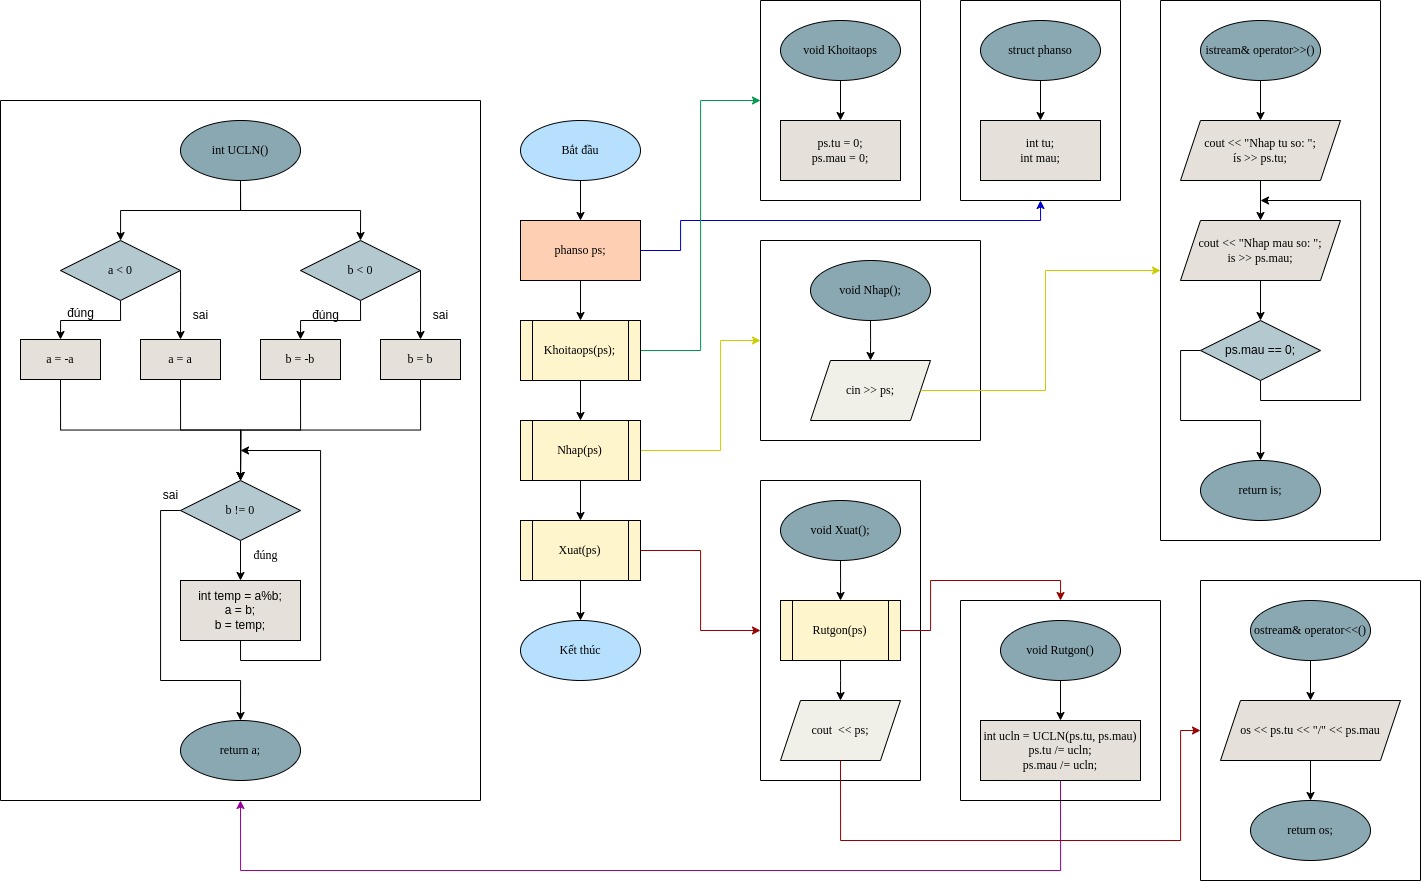 int UCLN()
a < 0
b < 0
đúng
sai
đúng
sai
a = -a
a = a
b = -b
b = b
b != 0
sai
đúng
int temp = a%b;
a = b;
b = temp;
return a;
Bắt đầu
phanso ps;
Khoitaops(ps);
Nhap(ps)
Xuat(ps)
Kết thúc
void Khoitaops
ps.tu = 0;
ps.mau = 0;
struct phanso
int tu;
int mau;
void Nhap();
cin >> ps;
istream& operator>>()
cout << "Nhap tu so: ";
ís >> ps.tu;
cout << "Nhap mau so: ";
is >> ps.mau;
ps.mau == 0;
return is;
void Xuat();
Rutgon(ps)
cout  << ps;
void Rutgon()
int ucln = UCLN(ps.tu, ps.mau)
ps.tu /= ucln;
ps.mau /= ucln;
ostream& operator<<()
os << ps.tu << "/" << ps.mau
return os;